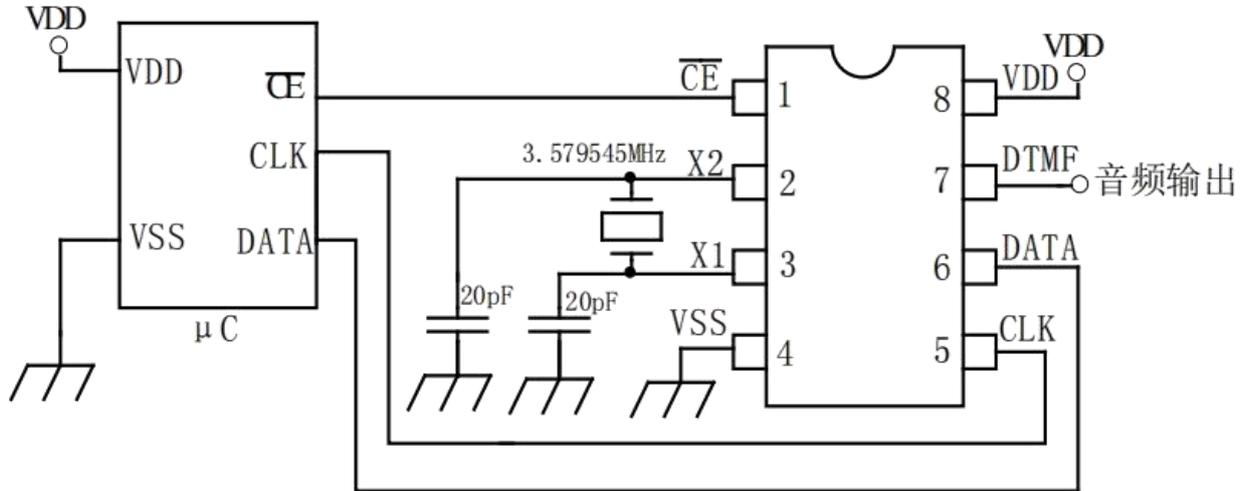 VDD
VDD
CE
CLK
VSS
DATA
μC
3.579545MHz
20pF
20pF
CE
X2
X1
VSS
1
2
3
4
8
7
6
5
VDD
VDD
DTMF
音频输出
DATA
CLK